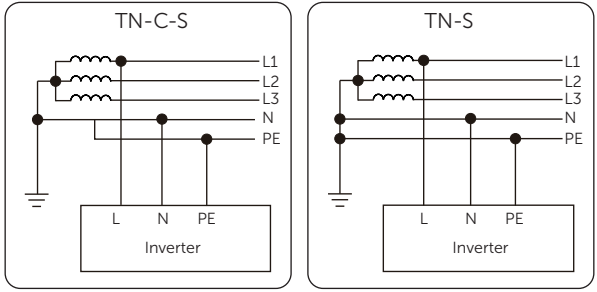 TN-C-S
L1
L2
L3
N
PE
L N PE
Inverter
TN-S
L1
L2
L3
N
PE
L N PE
Inverter